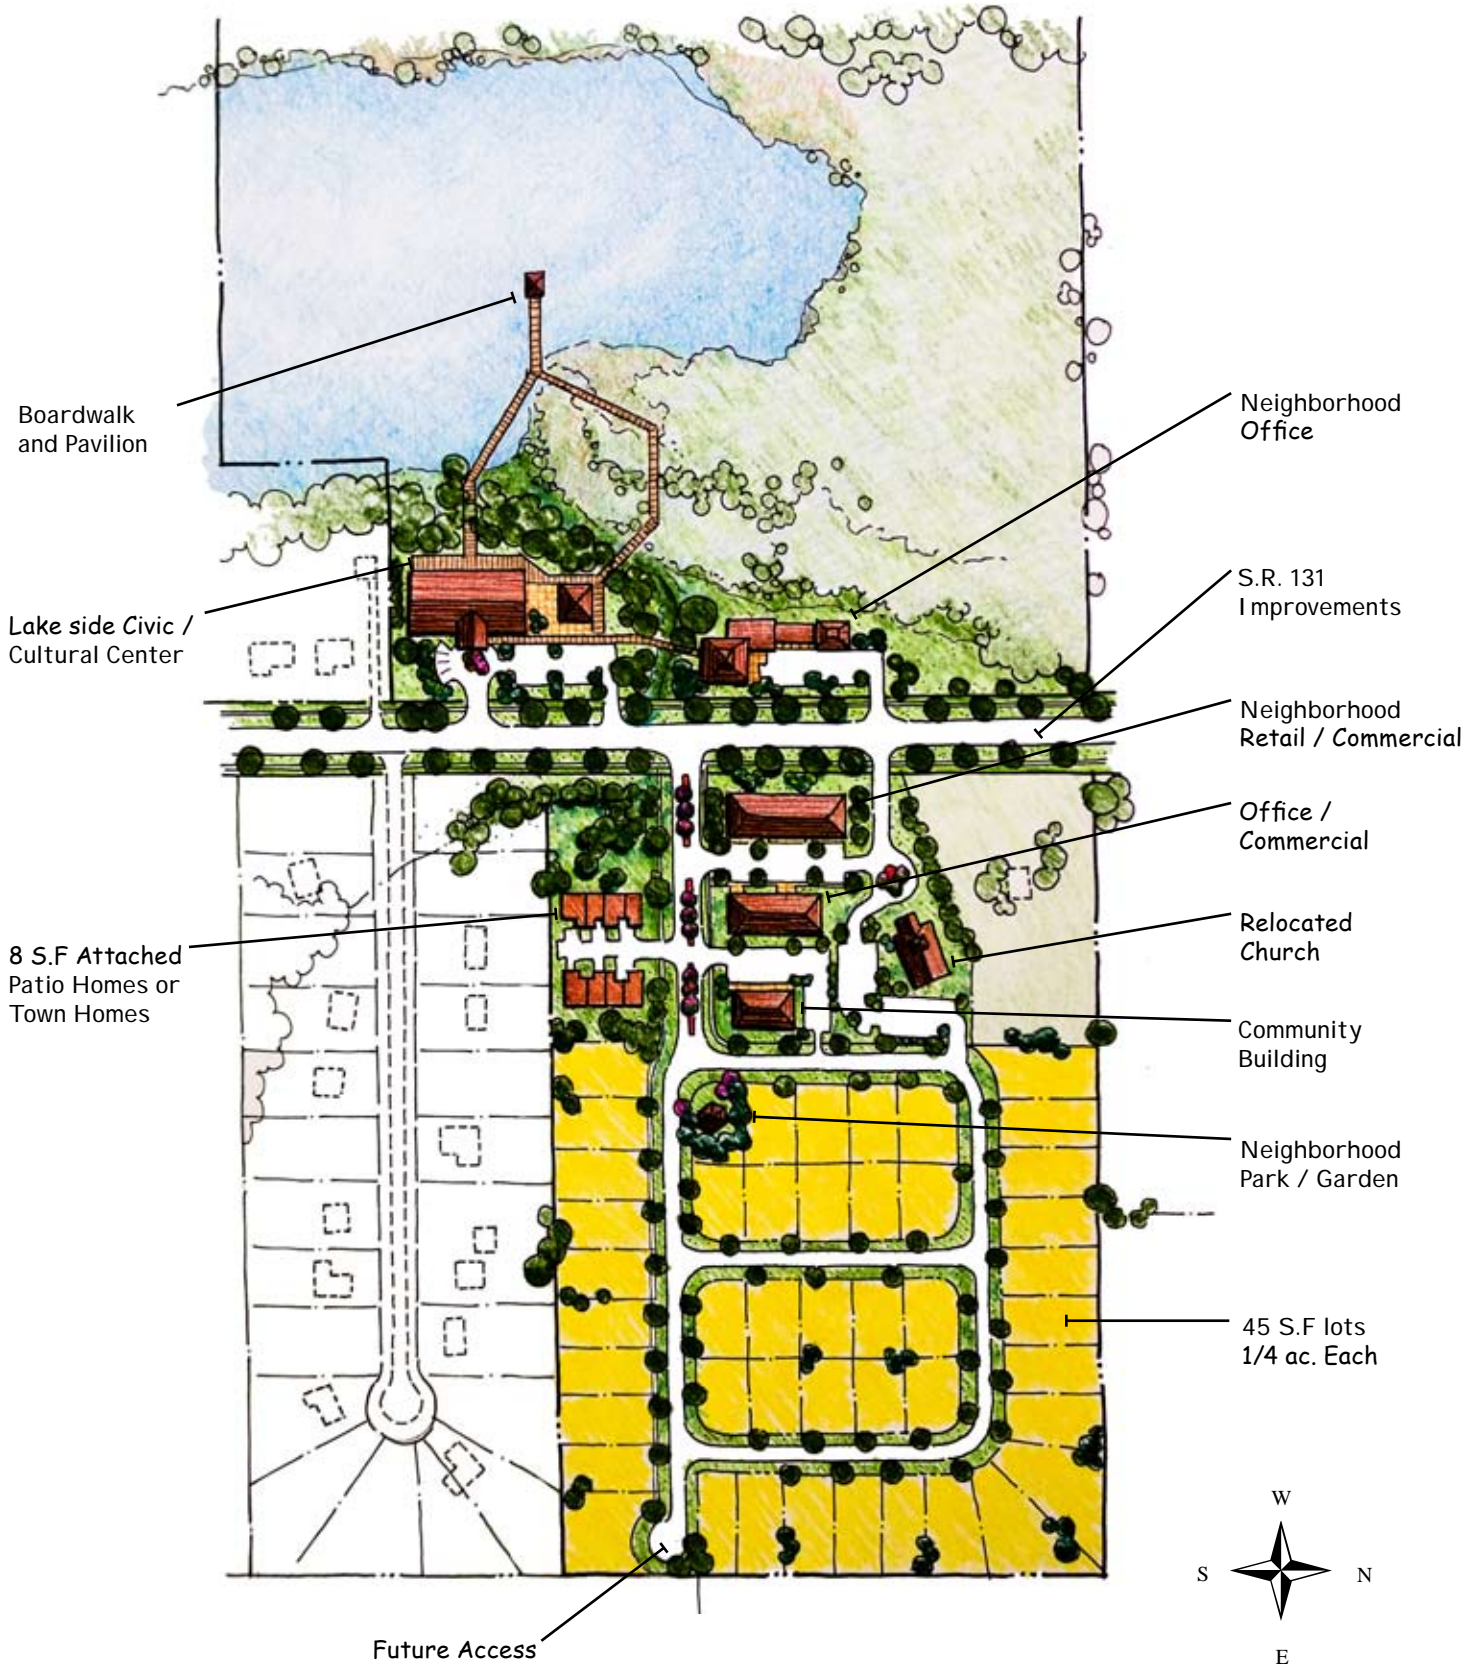 Boardwalk
and Pavilion
Lake side Civic /
Cultural Center
8 S.F Attached
Patio Homes or
Town Homes
Future Access
Neighborhood
Office
S.R. 131
Improvements
Neighborhood
Retail / Commercial
Office /
Commercial
Relocated
Church
Community
Building
Neighborhood
Park / Garden
45 S.F lots
1/4 ac. Each
W
S
N
E